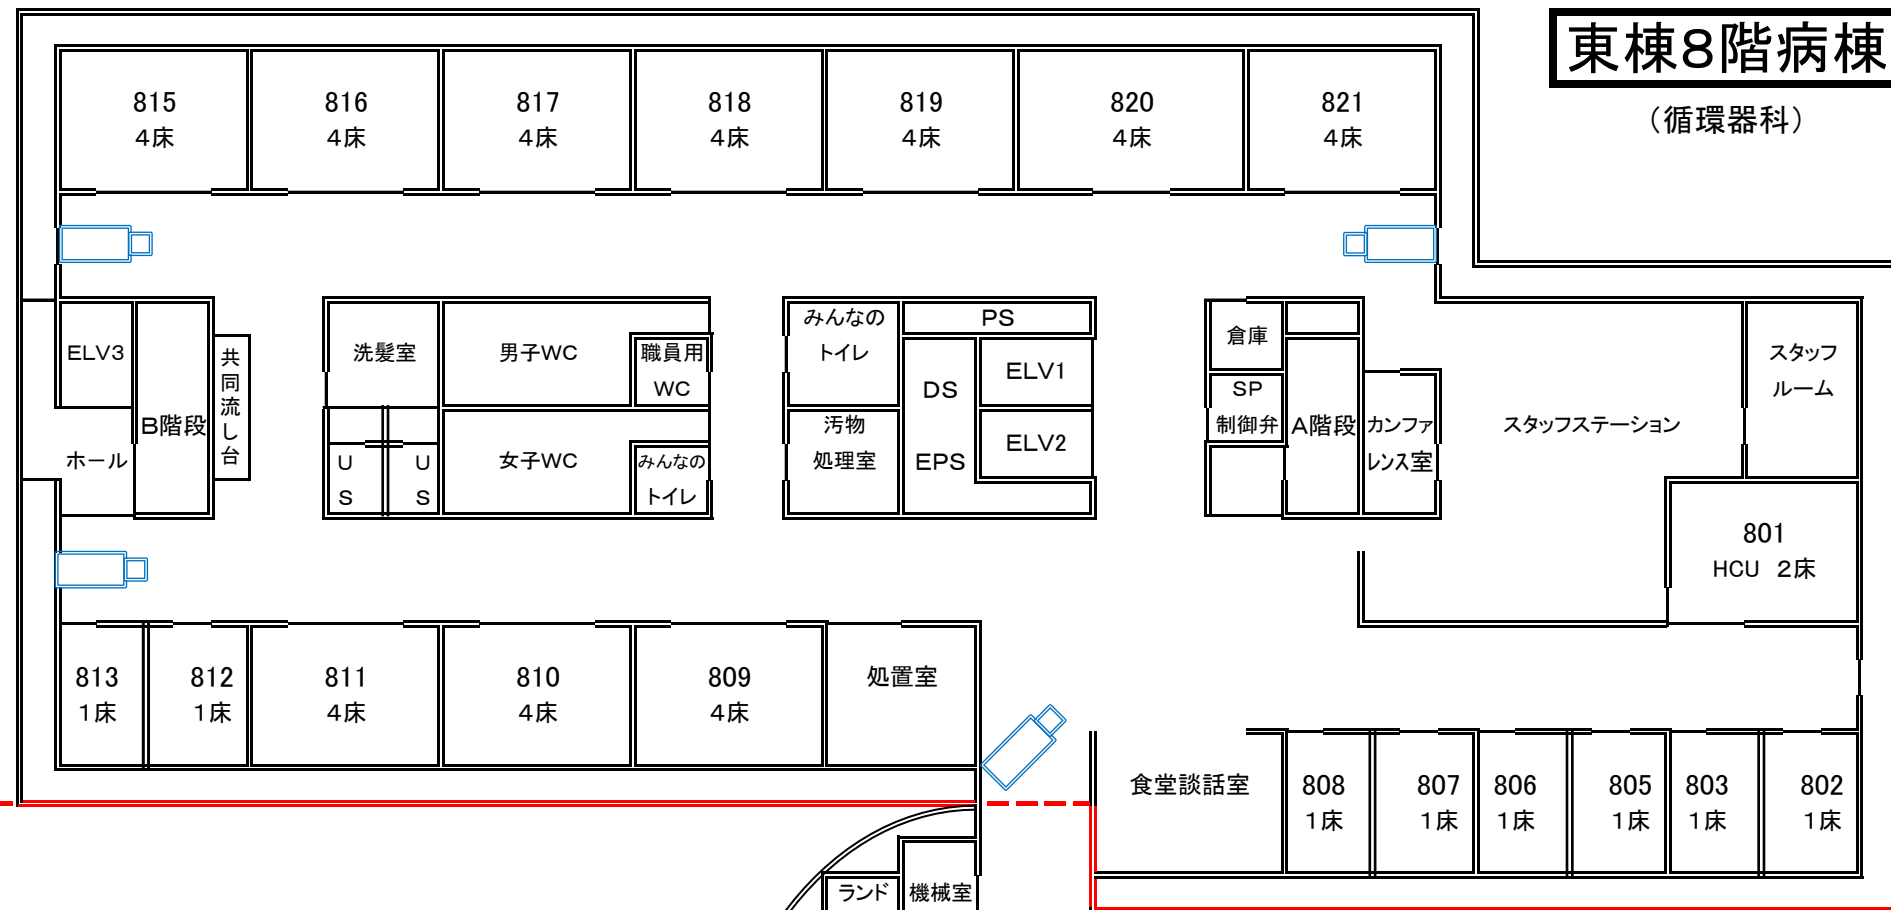 東棟8階病棟
（循環器科）
815
4床
816
4床
817
4床
818
4床
819
4床
820
4床
821
4床
ELV3
B階段
共同流し台
ホール
洗髪室
US
US
男子WC
職員用
WC
女子WC
みんなの
トイレ
みんなの
トイレ
汚物
処理室
PS
DS
EPS
ELV1
ELV2
倉庫
SP
制御弁
A階段
カンファ
レンス室
スタッフステーション
スタッフ
ルーム
801
HCU 2床
813
1床
812
1床
811
4床
810
4床
809
4床
処置室
食堂談話室
808
1床
807
1床
806
1床
805
1床
803
1床
802
1床
ランド
機械室